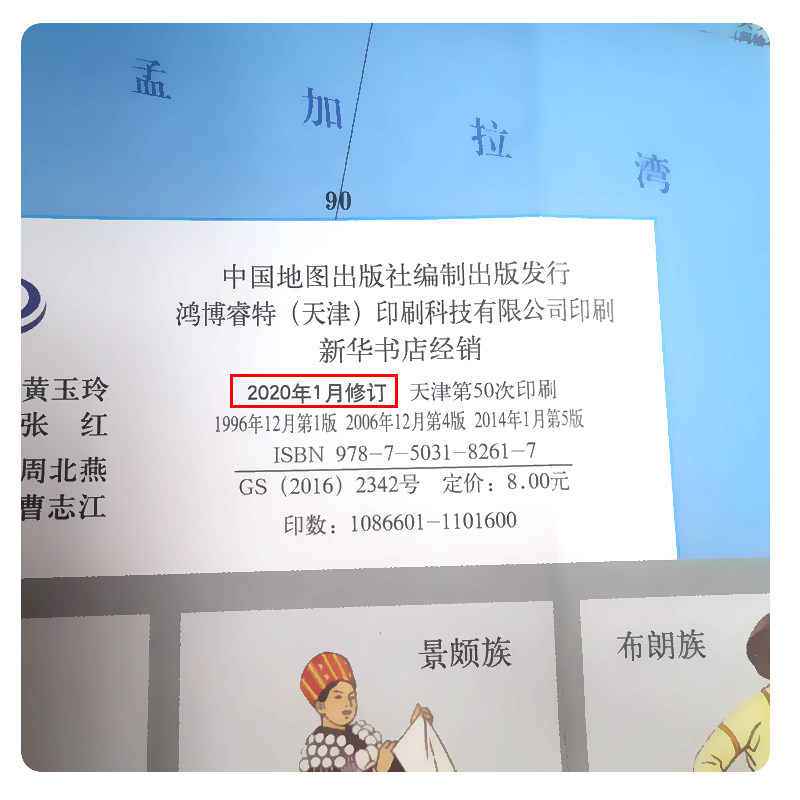 孟加拉湾
90
中国地图出版社编制出版发行
鸿博睿特（天津）印刷科技有限公司印刷
新华书店经销
黄玉玲
2020年1月修订 天津第50次印刷
张 红
1996年12月第1版 2006年12月第4版 2014年1月第5版
周北燕
ISBN 978-7-5031-8261-7
曹志江
GS（2016）2342号 定价：8.00元
印数：1086601-1101600
景颇族
布朗族